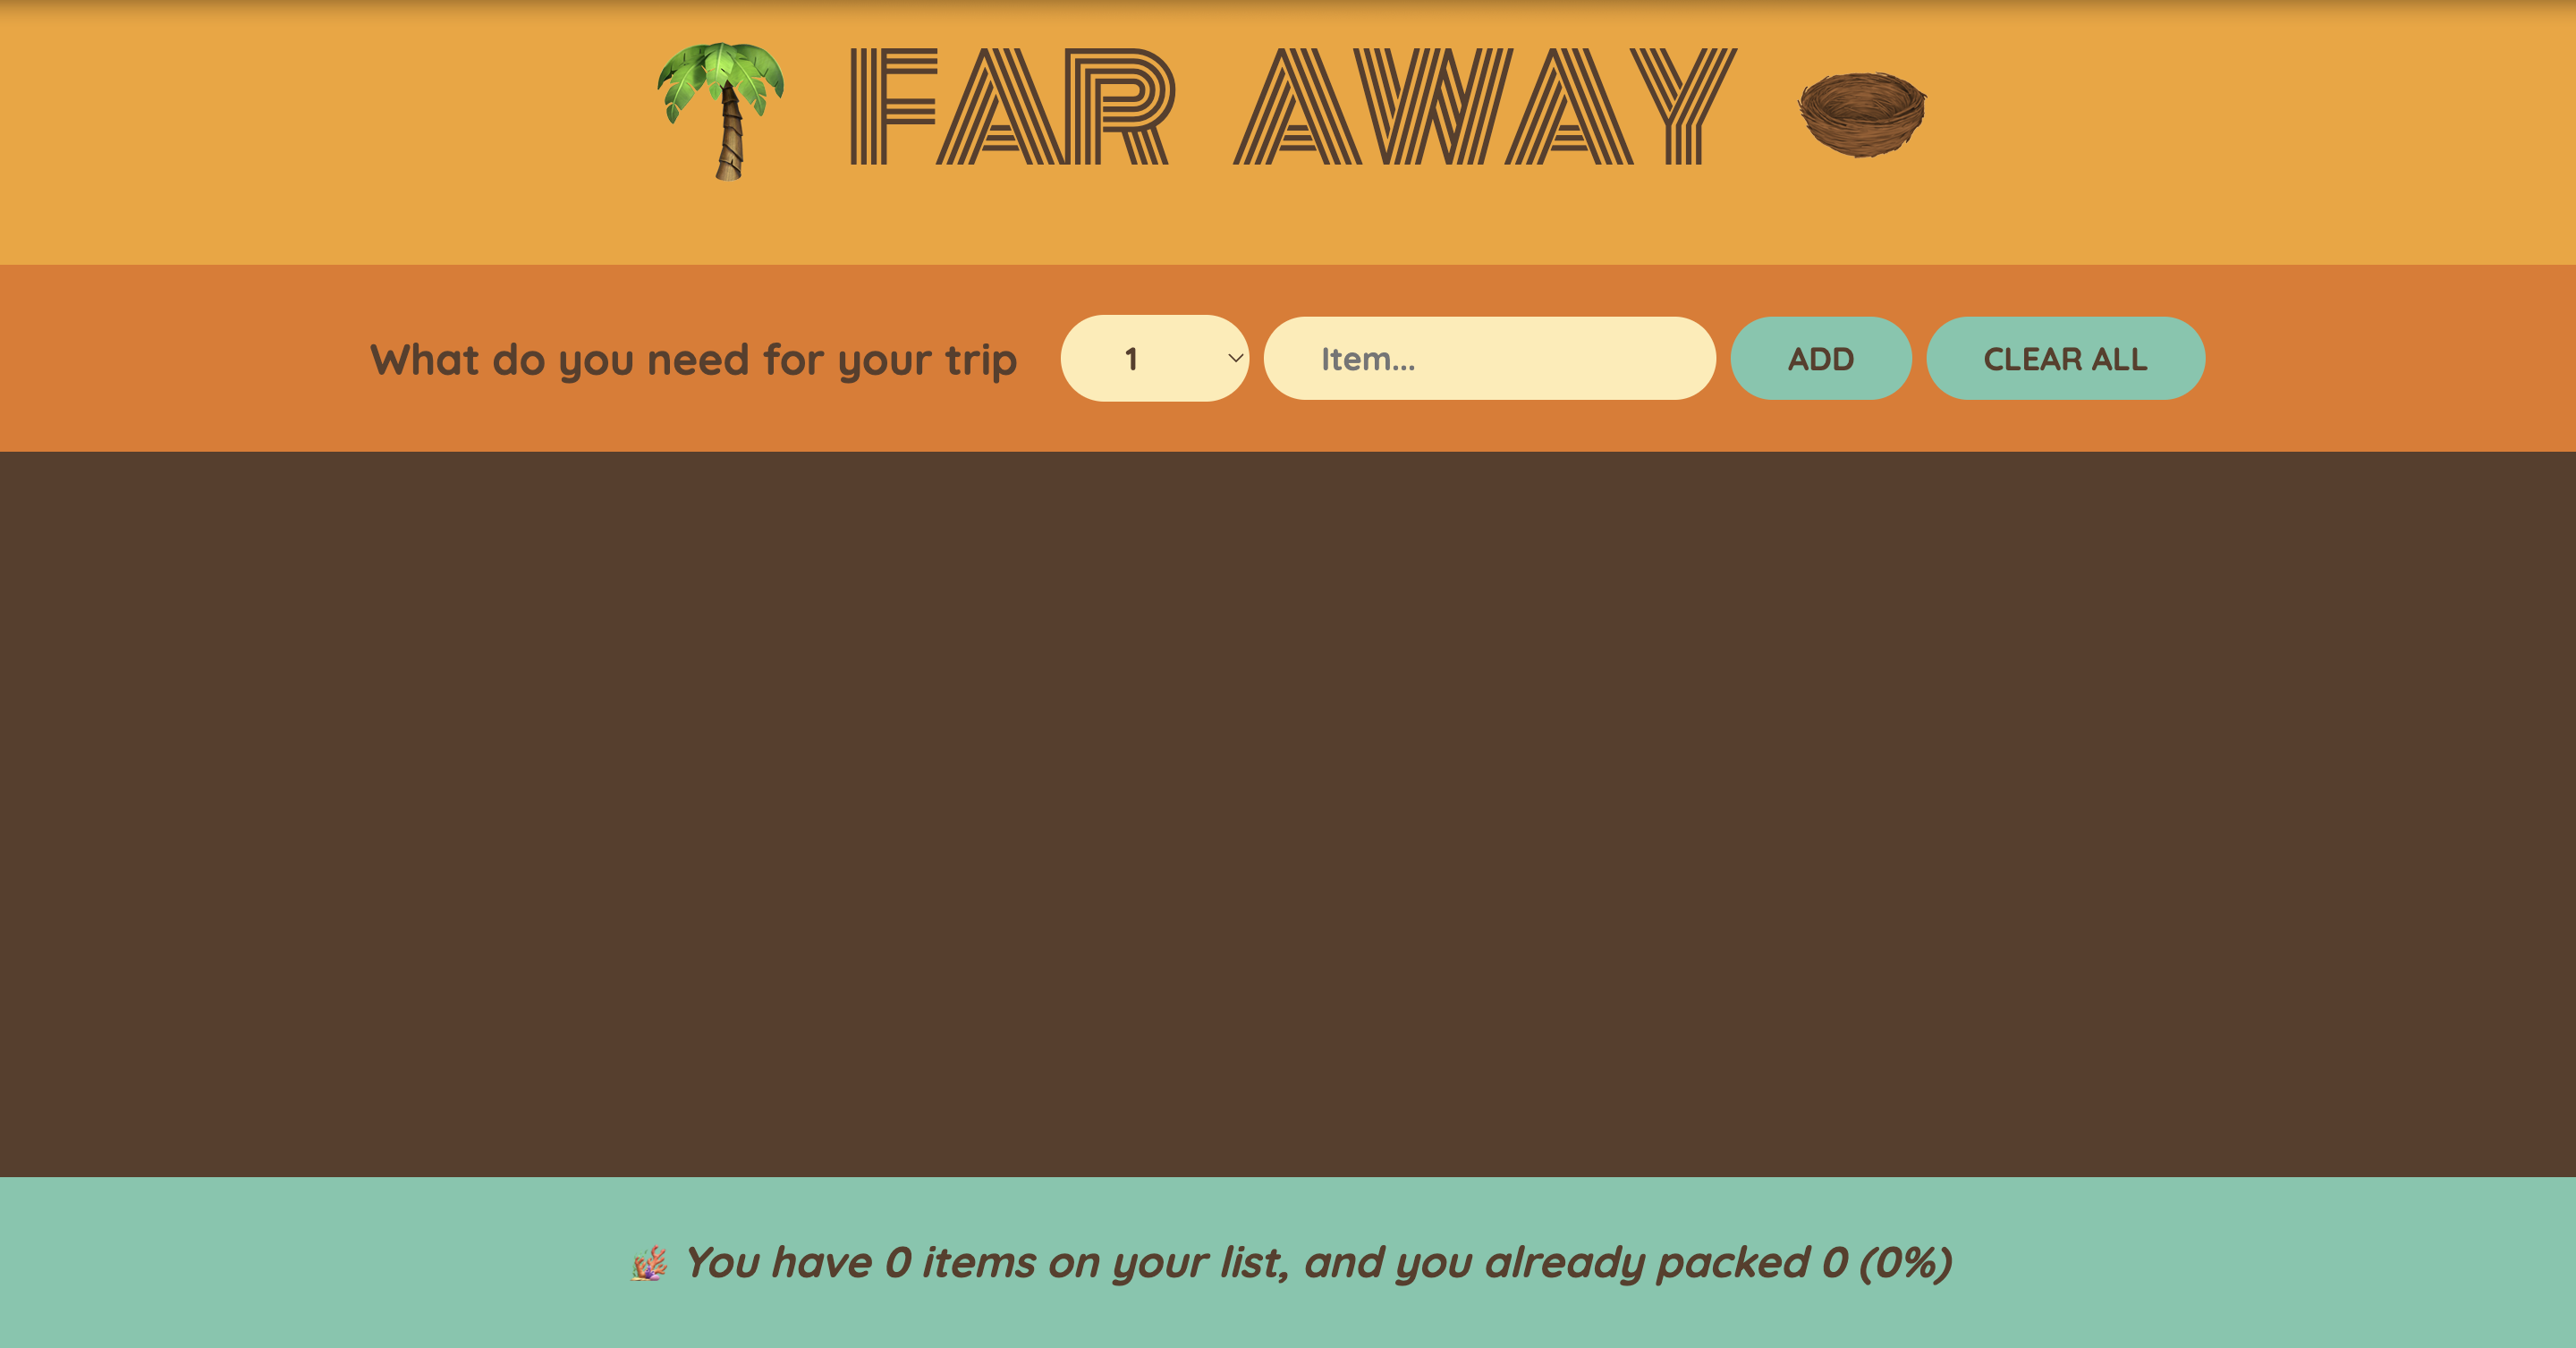 🌴 FAR AWAY 🪹
What do you need for your trip 1 Item... ADD CLEAR ALL
🪸 You have 0 items on your list, and you already packed 0 (0%)